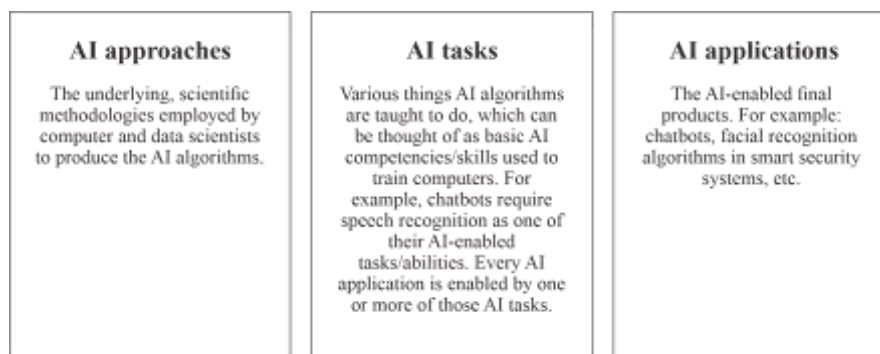 AI approaches
The underlying, scientific
methodologies employed by
computer and data scientists
to produce the AI algorithms.
AI tasks
Various things AI algorithms
are taught to do, which can
be thought of as basic AI
competencies/skills used to
train computers. For
example, chatbots require
speech recognition as one of
their AI-enabled
tasks/abilities. Every AI
application is enabled by one
or more of those AI tasks.
AI applications
The AI-enabled final
products. For example:
chatbots, facial recognition
algorithms in smart security
systems, etc.